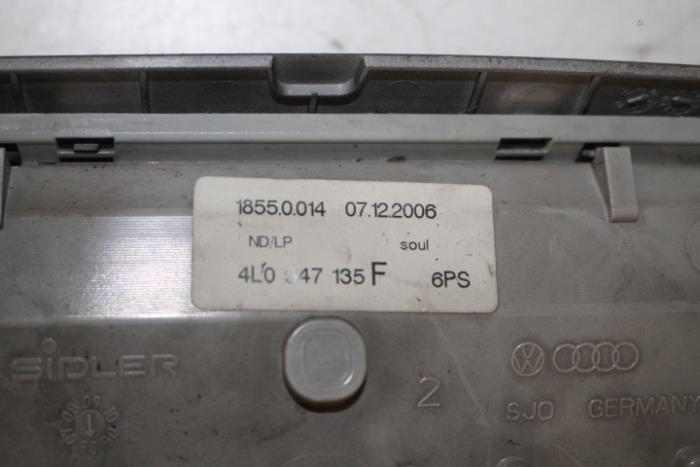 1855.0.014 07.12.2006
ND/LP soul
4L0 947 135 F 6PS
SIDLER
2
SJO GERMANY